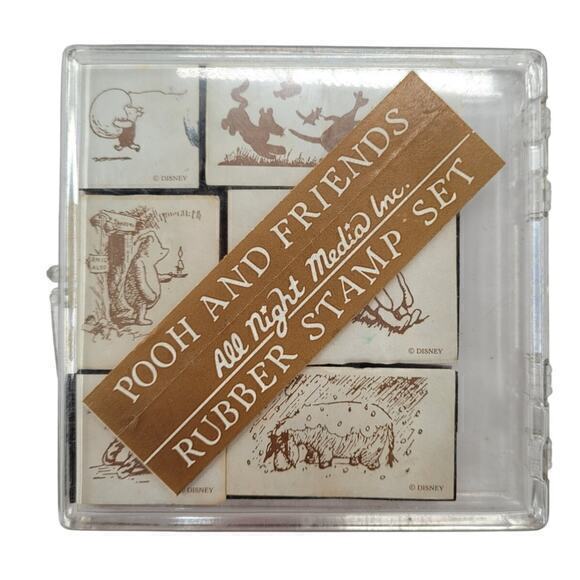 POOH AND FRIENDS
All Night Media Inc.
RUBBER STAMP SET
© DISNEY
© DISNEY
© DISNEY
© DISNEY